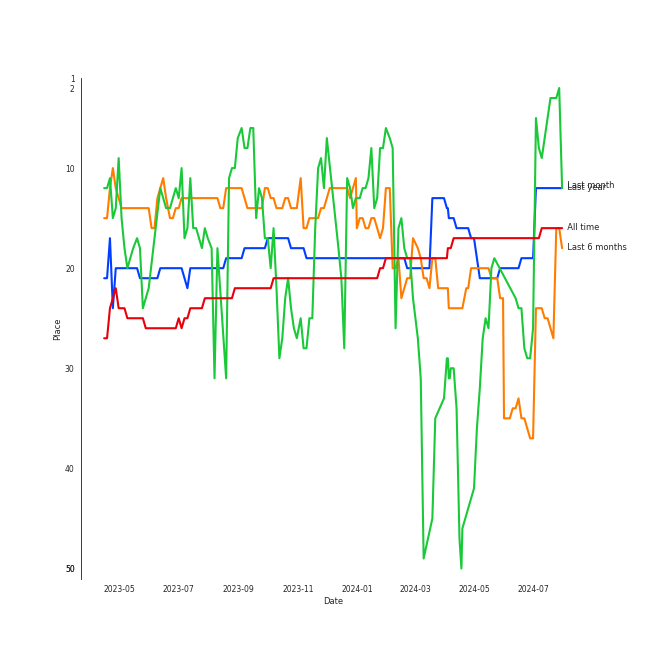 1
2
10
20
30
40
50
Place
2023-05
2023-07
2023-09
2023-11
2024-01
2024-03
2024-05
2024-07
Date
Last month
Last year
All time
Last 6 months